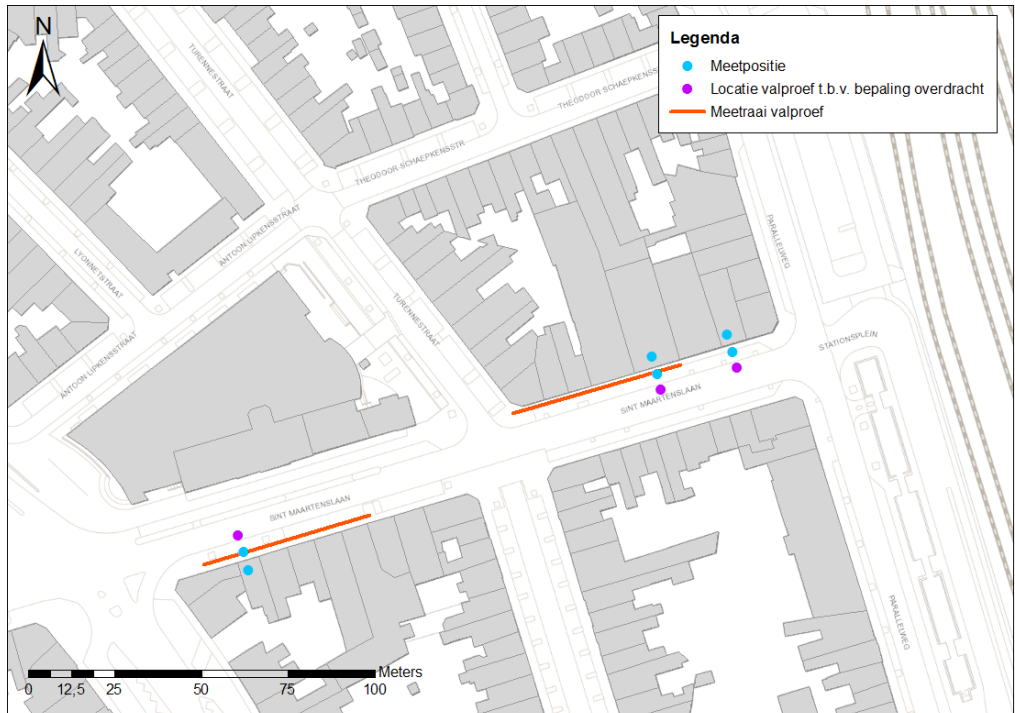 N
Legenda
Meetpositie
Locatie valproef t.b.v. bepaling overdracht
Meetraai valproef
TURENNESTRAAT
THEODOOR SCHAEPKENSS
THEODOOR SCHAEPKENSSTR
ANTOON LIPKENSSTRAAT
LYONNETSTRAAT
PARALLELWEG
TURENNESTRAAT
ANTOON LIPKENSSTRAAT
STATIONSPLEIN
SINT MAARTENSLAAN
SINT MAARTENSLAAN
PARALLELWEG
Meters
0 12,5 25 50 75 100